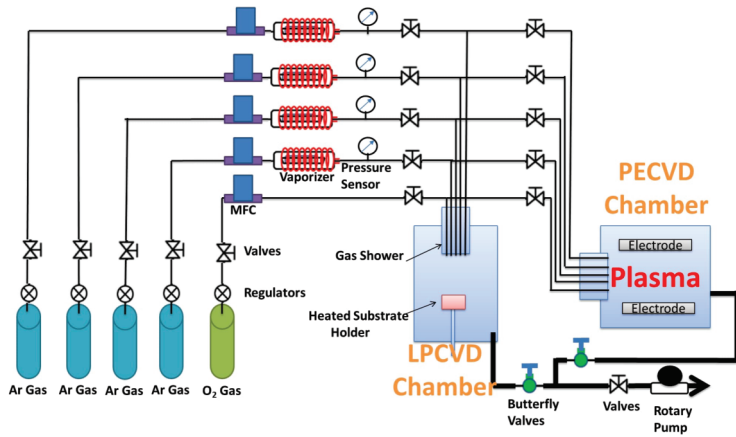 Vaporizer
Pressure
Sensor
MFC
PECVD
Chamber
Valves
Gas Shower
Electrode
Plasma
Electrode
Regulators
Heated Substrate
Holder
LPCVD
Chamber
Ar Gas
Ar Gas
Ar Gas
Ar Gas
O₂ Gas
Butterfly
Valves
Valves
Rotary
Pump